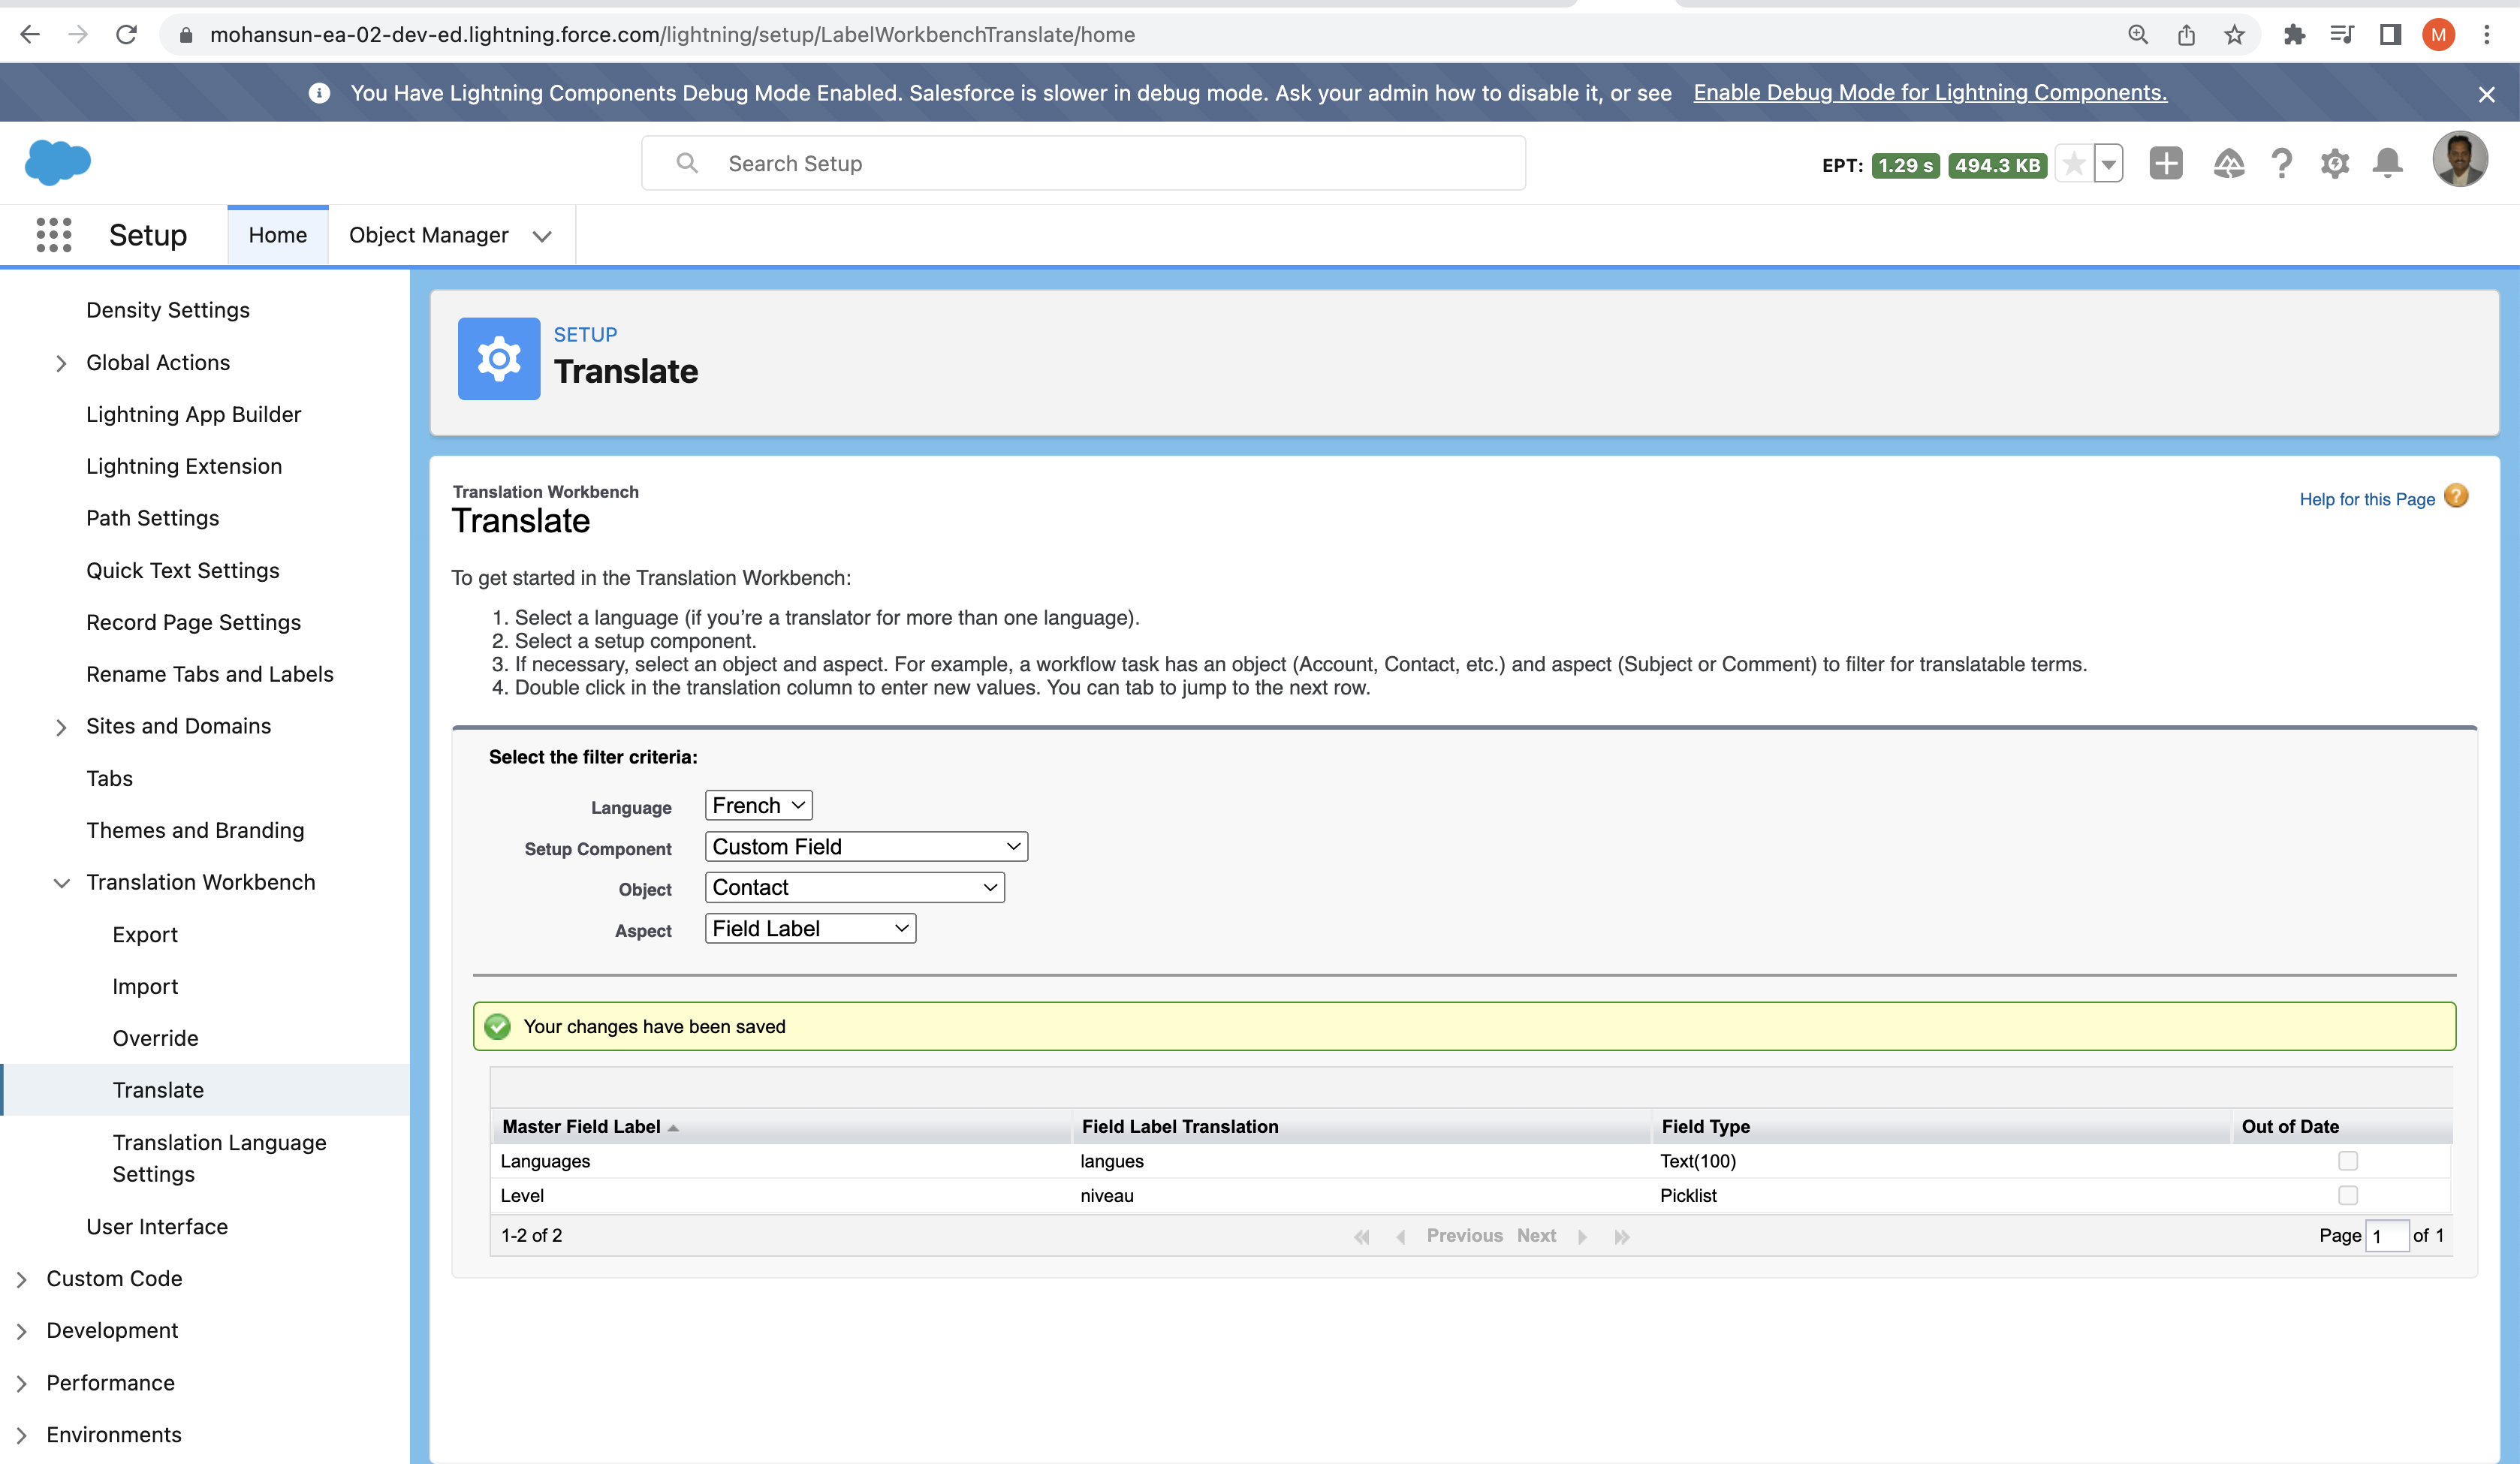 mohansun-ea-02-dev-ed.lightning.force.com/lightning/setup/LabelWorkbenchTranslate/home
M
You Have Lightning Components Debug Mode Enabled. Salesforce is slower in debug mode. Ask your admin how to disable it, or see Enable Debug Mode for Lightning Components.
Search Setup
EPT: 1.29 s 494.3 KB
Setup
Home
Object Manager
Density Settings
Global Actions
Lightning App Builder
Lightning Extension
Path Settings
Quick Text Settings
Record Page Settings
Rename Tabs and Labels
Sites and Domains
Tabs
Themes and Branding
Translation Workbench
Export
Import
Override
Translate
Translation Language
Settings
User Interface
Custom Code
Development
Performance
Environments
SETUP
Translate
Translation Workbench
Translate
Help for this Page
To get started in the Translation Workbench:
1. Select a language (if you’re a translator for more than one language).
2. Select a setup component.
3. If necessary, select an object and aspect. For example, a workflow task has an object (Account, Contact, etc.) and aspect (Subject or Comment) to filter for translatable terms.
4. Double click in the translation column to enter new values. You can tab to jump to the next row.
Select the filter criteria:
Language French
Setup Component Custom Field
Object Contact
Aspect Field Label
Your changes have been saved
Master Field Label Field Label Translation Field Type Out of Date
Languages langues Text(100)
Level niveau Picklist
1-2 of 2 Previous Next Page 1 of 1